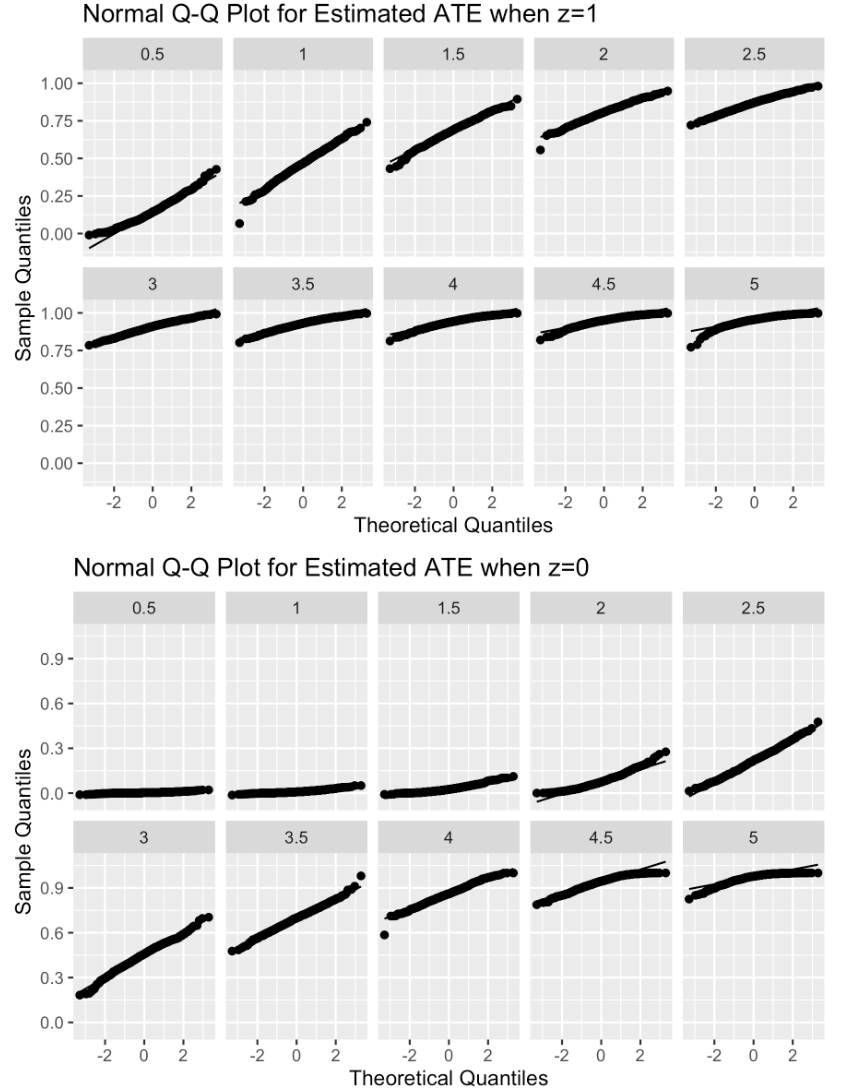 Normal Q-Q Plot for Estimated ATE when z=1
0.5 1 1.5 2 2.5
1.00
0.75
0.50
0.25
0.00
3 3.5 4 4.5 5
1.00
0.75
0.50
0.25
0.00
Sample Quantiles
-2 0 2 -2 0 2 -2 0 2 -2 0 2 -2 0 2
Theoretical Quantiles
Normal Q-Q Plot for Estimated ATE when z=0
0.5 1 1.5 2 2.5
0.9
0.6
0.3
0.0
3 3.5 4 4.5 5
0.9
0.6
0.3
0.0
Sample Quantiles
-2 0 2 -2 0 2 -2 0 2 -2 0 2 -2 0 2
Theoretical Quantiles